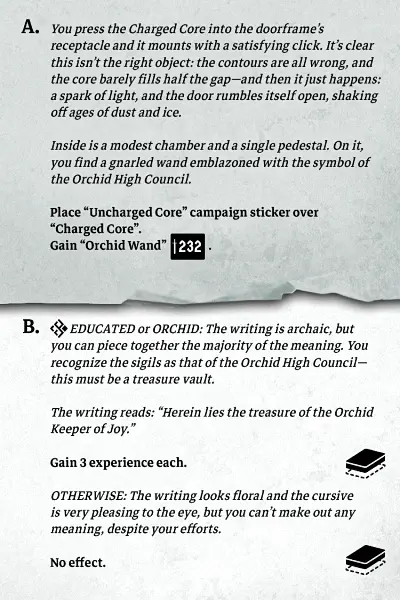 A. You press the Charged Core into the doorframe's
receptacle and it mounts with a satisfying click. It's clear
this isn't the right object: the contours are all wrong, and
the core barely fills half the gap—and then it just happens:
a spark of light, and the door rumbles itself open, shaking
off ages of dust and ice.
Inside is a modest chamber and a single pedestal. On it,
you find a gnarled wand emblazoned with the symbol of
the Orchid High Council.
Place “Uncharged Core” campaign sticker over
“Charged Core”.
Gain “Orchid Wand” 232 .
B. EDUCATED or ORCHID: The writing is archaic, but
you can piece together the majority of the meaning. You
recognize the sigils as that of the Orchid High Council—
this must be a treasure vault.
The writing reads: “Herein lies the treasure of the Orchid
Keeper of Joy.”
Gain 3 experience each.
OTHERWISE: The writing looks floral and the cursive
is very pleasing to the eye, but you can't make out any
meaning, despite your efforts.
No effect.